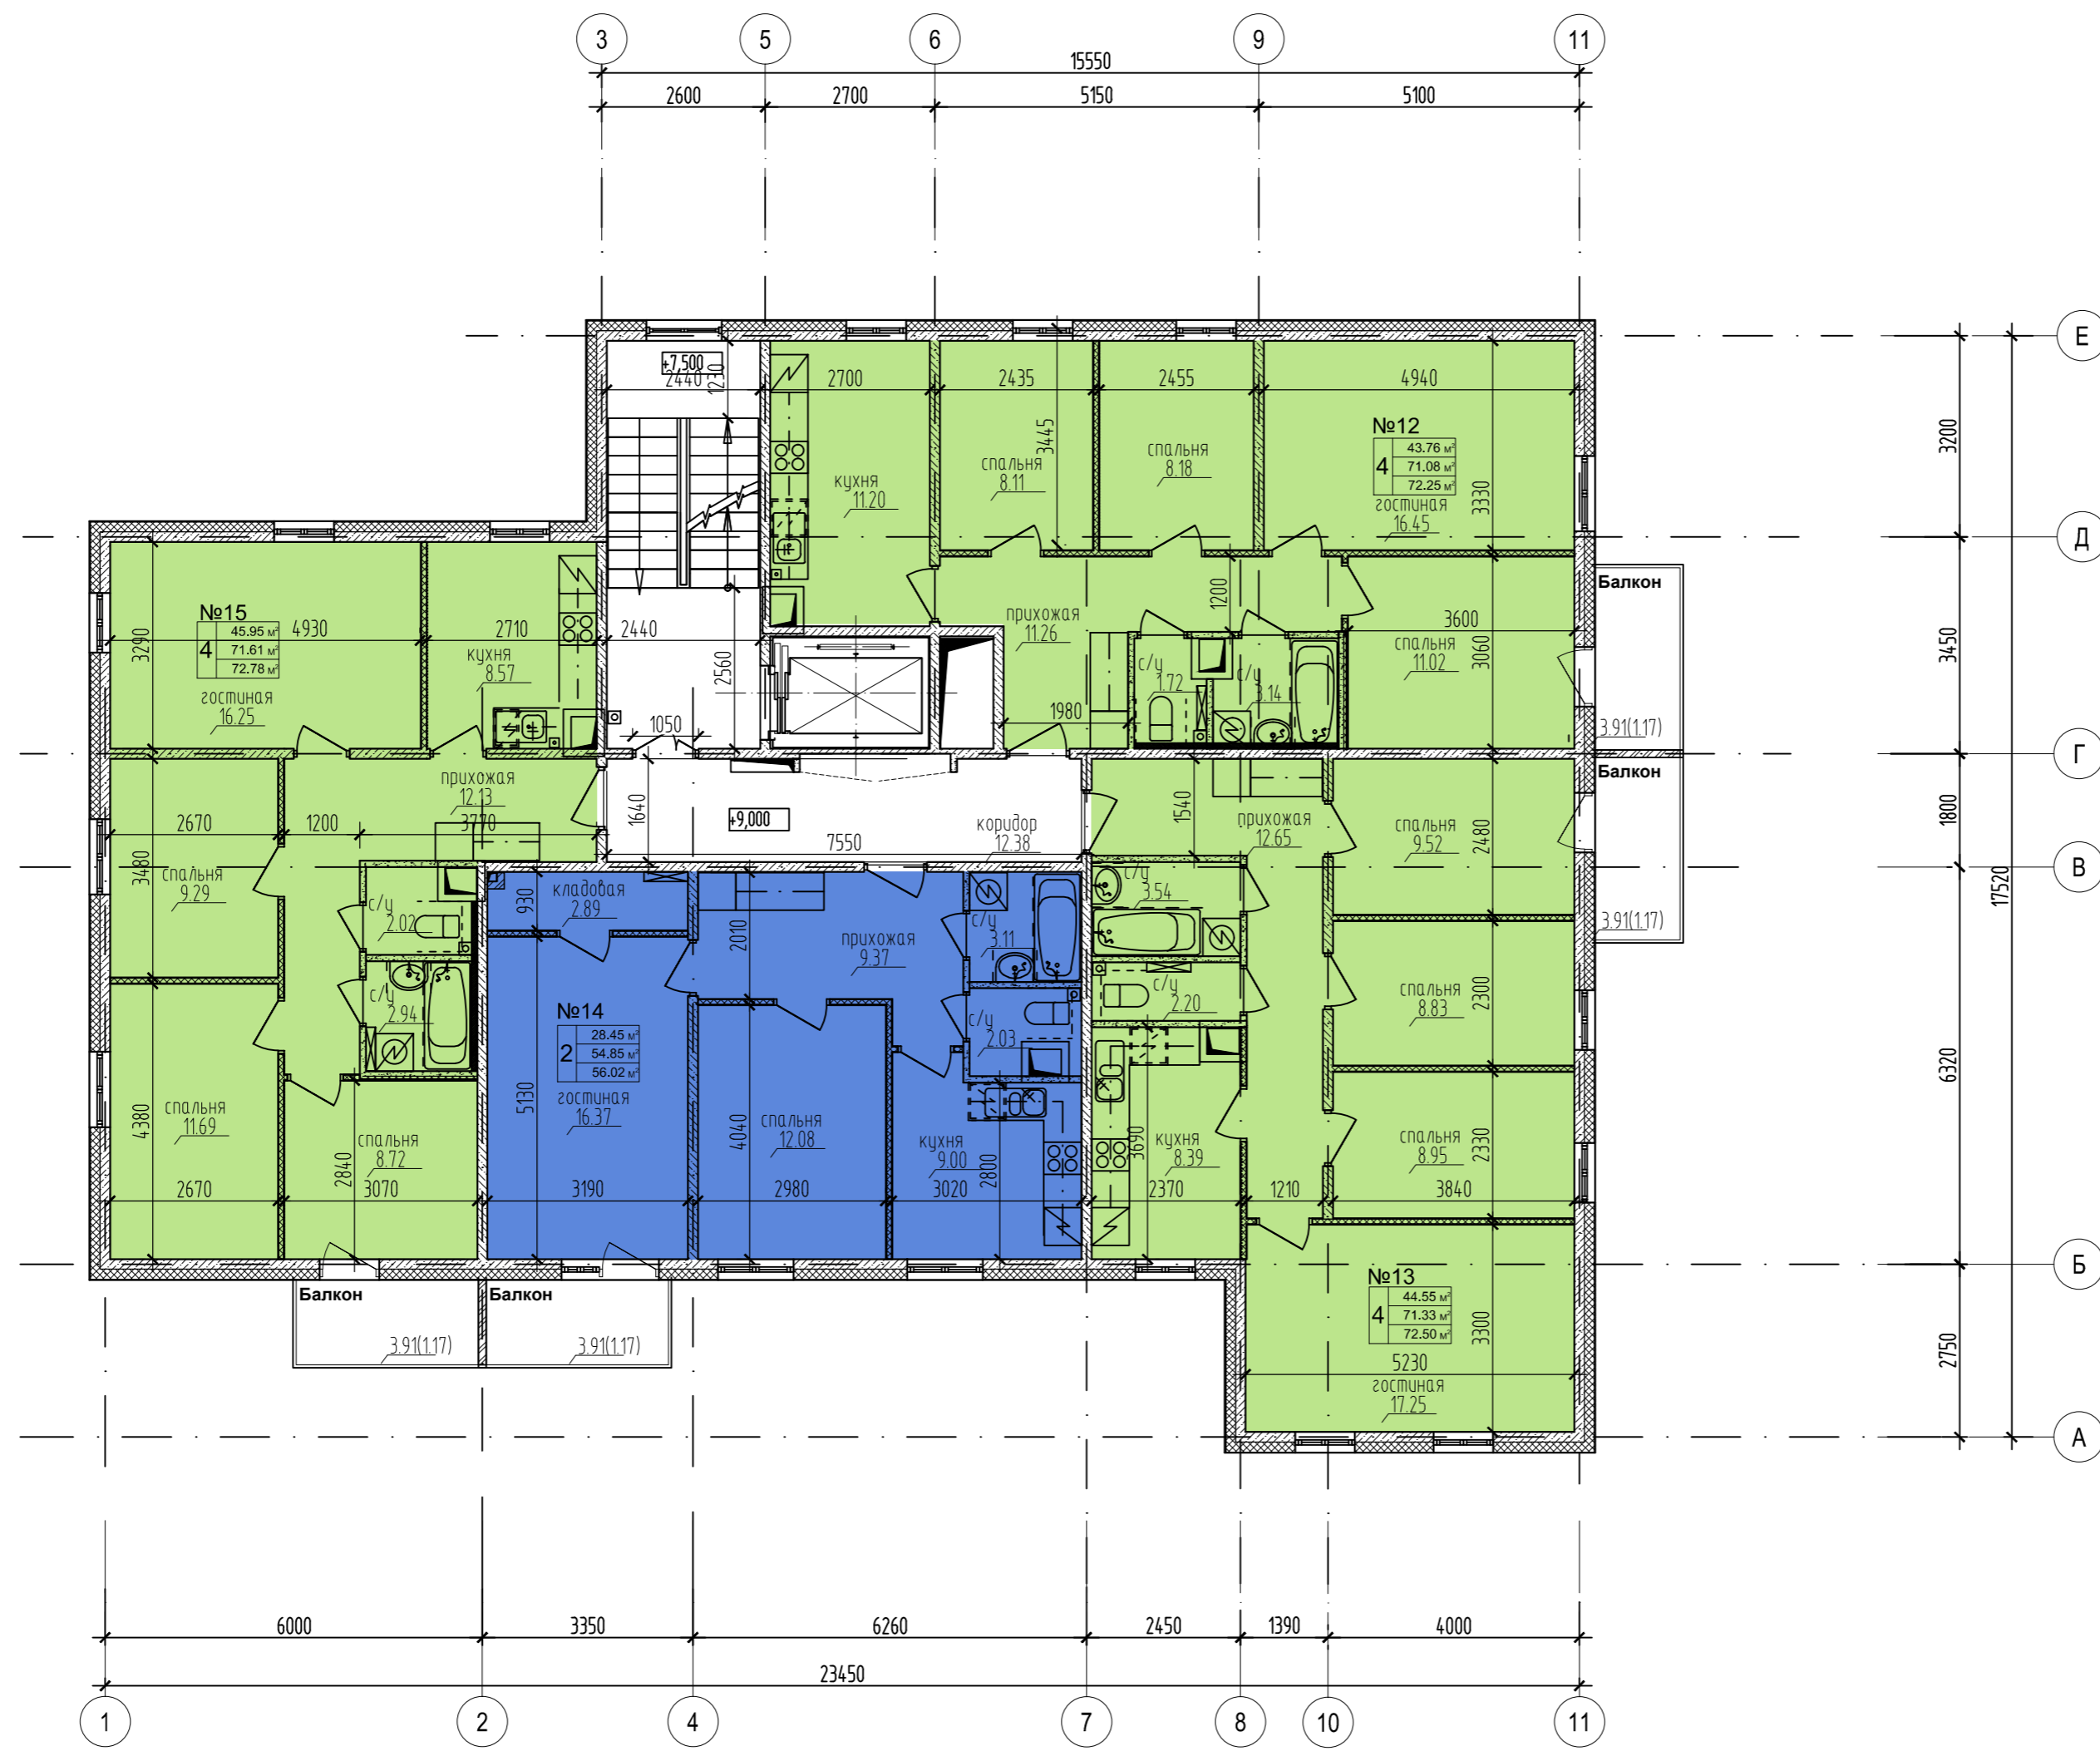 3 5 6 9 11
15550
2600 2700 5150 5100
Е
Д
Г
В
Б
А
3200
3450
1800
6320
2750
17520
+7,500
2440
1230
2440
2560
1050
2700
кухня
11.20
2435
3445
спальня
8.11
2455
спальня
8.18
4940
№12
4
43.76 м²
71.08 м²
72.25 м²
3330
гостиная
16.45
прихожая
11.26
1200
1980
с/у
1.72
с/у
3.14
3600
спальня
11.02
3060
Балкон
3.91(1.17)
Балкон
3.91(1.17)
№15
4
45.95 м²
71.61 м²
72.78 м²
4930
3290
гостиная
16.25
2710
кухня
8.57
прихожая
12.13
2670
1200
3770
3480
спальня
9.29
с/у
2.02
с/у
2.94
4380
спальня
11.69
2670
спальня
8.72
2840
3070
1640
+9,000
7550
коридор
12.38
кладовая
2.89
930
2010
прихожая
9.37
с/у
3.11
с/у
2.03
№14
2
28.45 м²
54.85 м²
56.02 м²
5130
гостиная
16.37
3190
4040
спальня
12.08
2980
кухня
9.00
2800
3020
1540
прихожая
12.65
с/у
3.54
с/у
2.20
3690
кухня
8.39
2370
1210
спальня
9.52
2480
спальня
8.83
2300
спальня
8.95
2330
3840
№13
4
44.55 м²
71.33 м²
72.50 м²
3300
5230
гостиная
17.25
Балкон
3.91(1.17)
Балкон
3.91(1.17)
6000 3350 6260 2450 1390 4000
23450
1 2 4 7 8 10 11